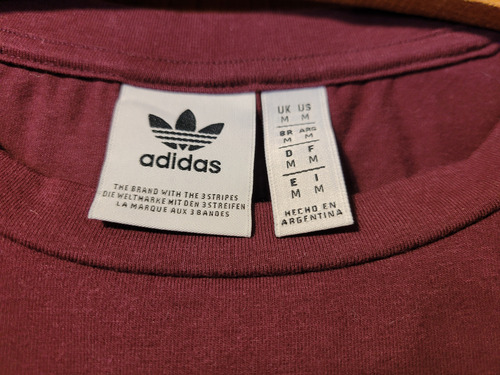 adidas
THE BRAND WITH THE 3 STRIPES
DIE WELTMARKE MIT DEN 3 STREIFEN
LA MARQUE AUX 3 BANDES
UK US
M M
BR ARG
M M
D F
M M
E I
M M
HECHO EN
ARGENTINA